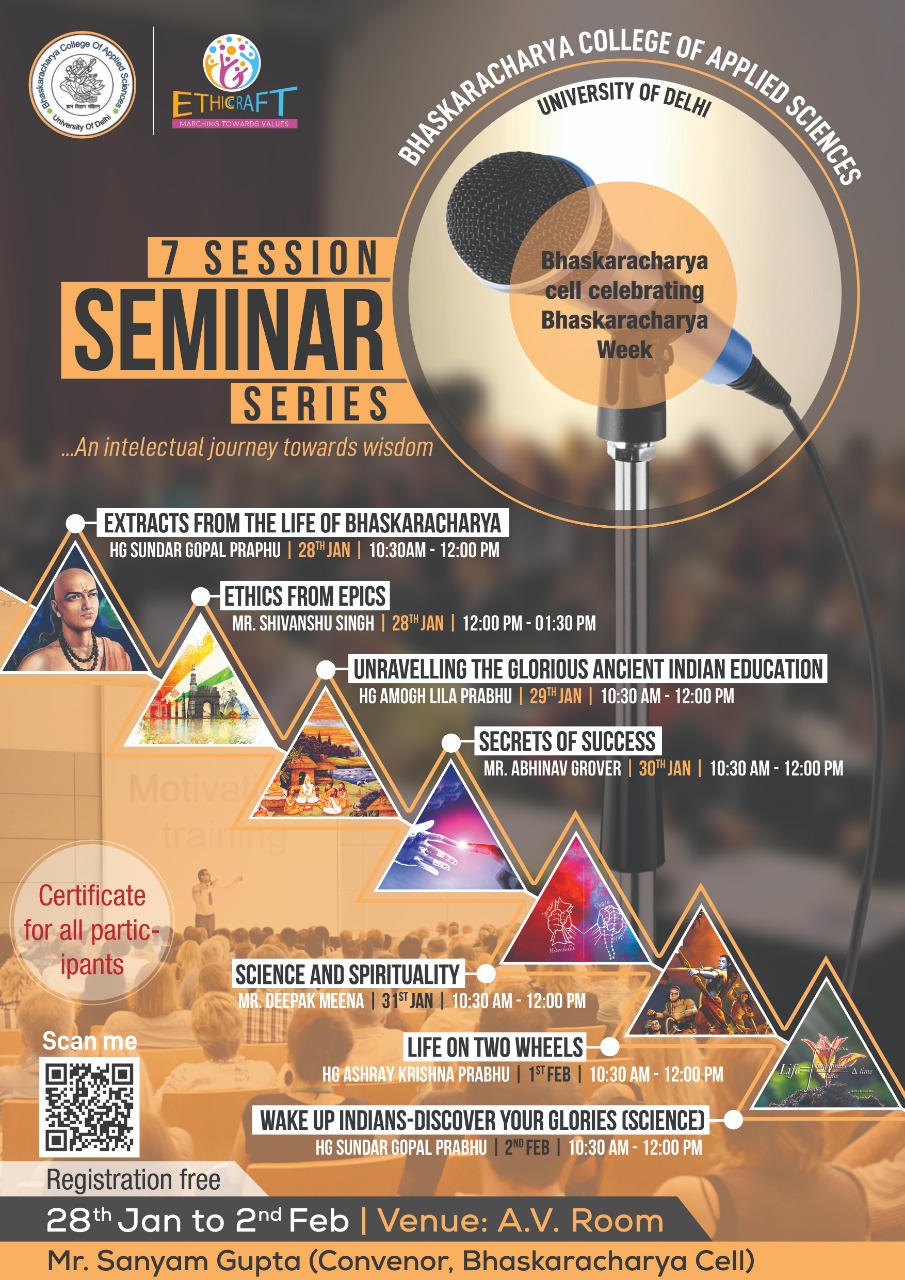 Bhaskaracharya College Of Applied Sciences
ज्ञान विज्ञान सहितम्
University Of Delhi
ETHICCRAFT
MARCHING TOWARDS VALUES
BHASKARACHARYA COLLEGE OF APPLIED SCIENCES
UNIVERSITY OF DELHI
Bhaskaracharya
cell celebrating
Bhaskaracharya
Week
7 SESSION
SEMINAR
SERIES
...An intelectual journey towards wisdom
EXTRACTS FROM THE LIFE OF BHASKARACHARYA
HG SUNDAR GOPAL PRAPHU | 28TH JAN | 10:30AM - 12:00 PM
ETHICS FROM EPICS
MR. SHIVANSHU SINGH | 28TH JAN | 12:00 PM - 01:30 PM
UNRAVELLING THE GLORIOUS ANCIENT INDIAN EDUCATION
HG AMOGH LILA PRABHU | 29TH JAN | 10:30 AM - 12:00 PM
SECRETS OF SUCCESS
MR. ABHINAV GROVER | 30TH JAN | 10:30 AM - 12:00 PM
Motivati
training
Certificate
for all partic-
ipants
SCIENCE AND SPIRITUALITY
MR. DEEPAK MEENA | 31ST JAN | 10:30 AM - 12:00 PM
LIFE ON TWO WHEELS
HG ASHRAY KRISHNA PRABHU | 1ST FEB | 10:30 AM - 12:00 PM
Life
Δ time
WAKE UP INDIANS-DISCOVER YOUR GLORIES (SCIENCE)
HG SUNDAR GOPAL PRABHU | 2ND FEB | 10:30 AM - 12:00 PM
Scan me
Registration free
28th Jan to 2nd Feb | Venue: A.V. Room
Mr. Sanyam Gupta (Convenor, Bhaskaracharya Cell)